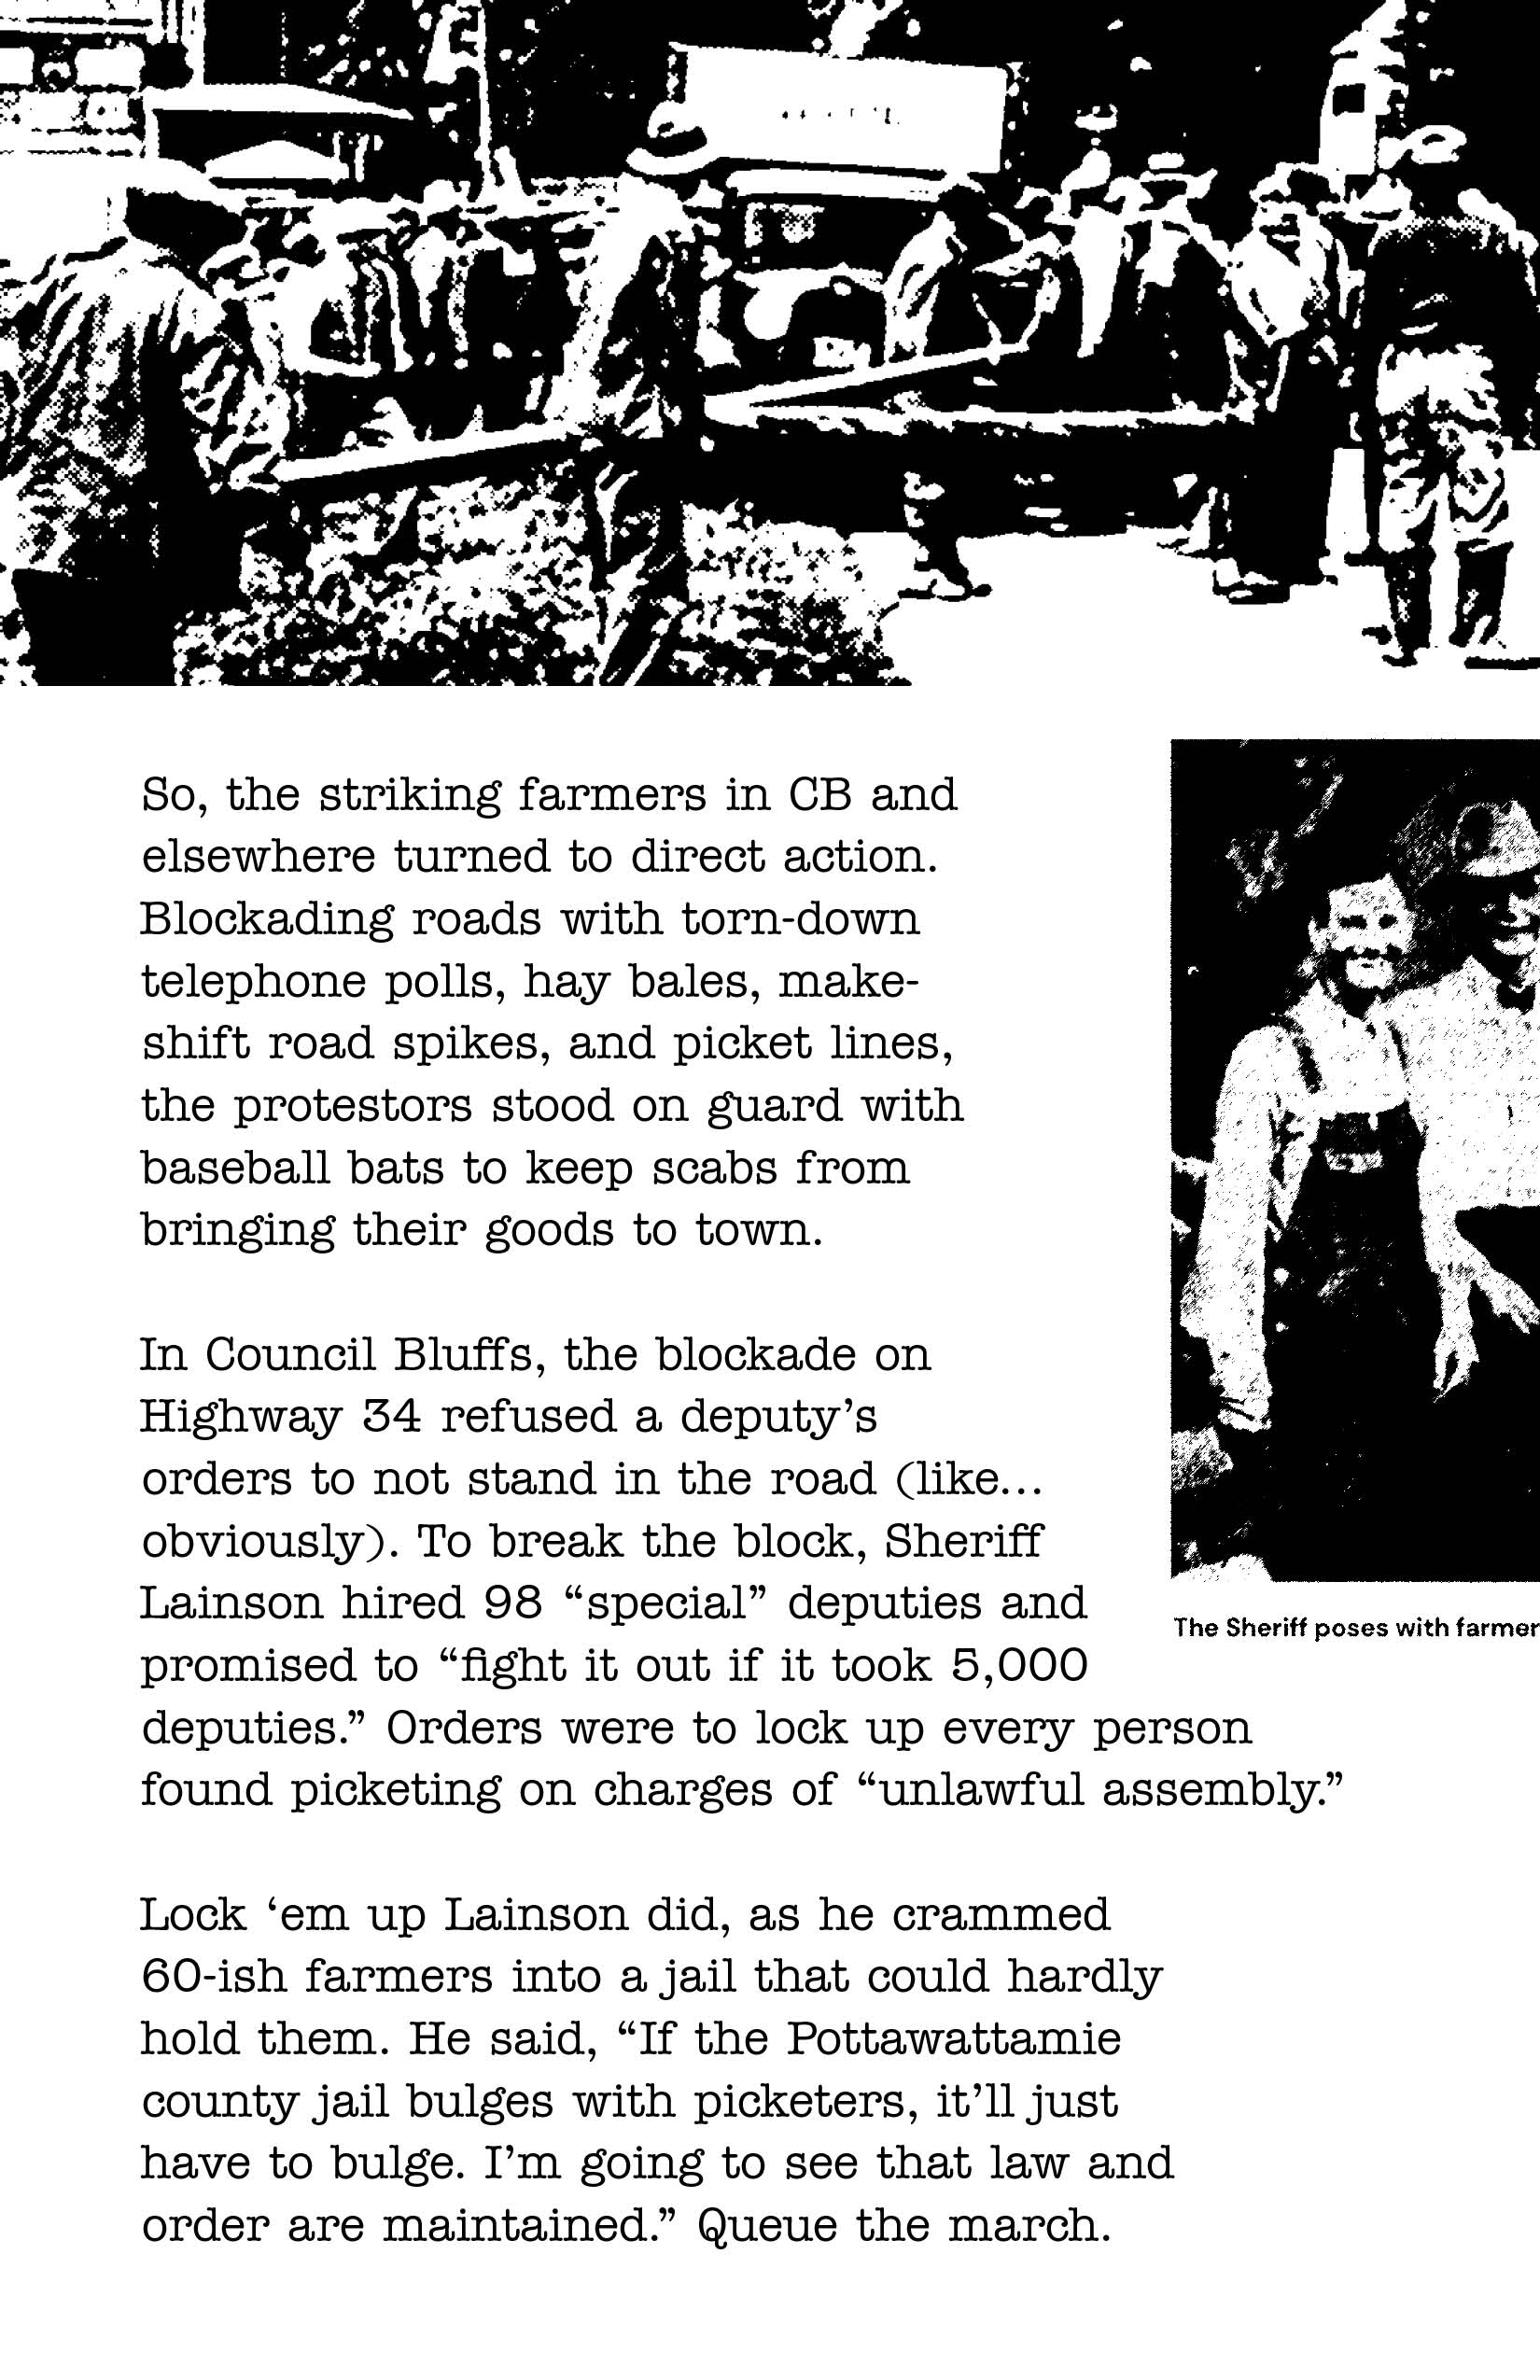 So, the striking farmers in CB and
elsewhere turned to direct action.
Blockading roads with torn-down
telephone polls, hay bales, make-
shift road spikes, and picket lines,
the protestors stood on guard with
baseball bats to keep scabs from
bringing their goods to town.
In Council Bluffs, the blockade on
Highway 34 refused a deputy’s
orders to not stand in the road (like...
obviously). To break the block, Sheriff
Lainson hired 98 “special” deputies and
promised to “fight it out if it took 5,000
deputies.” Orders were to lock up every person
found picketing on charges of “unlawful assembly.”
The Sheriff poses with farmer
Lock ‘em up Lainson did, as he crammed
60-ish farmers into a jail that could hardly
hold them. He said, “If the Pottawattamie
county jail bulges with picketers, it’ll just
have to bulge. I’m going to see that law and
order are maintained.” Queue the march.